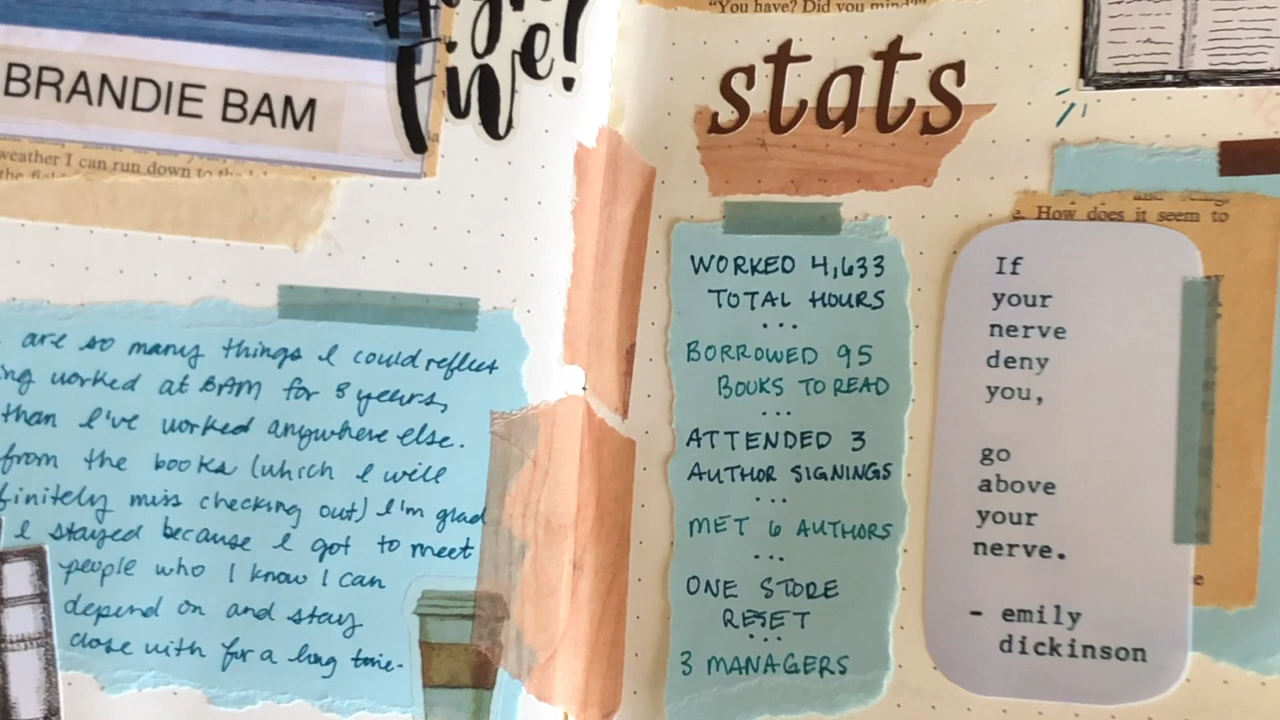 High
Five!
BRANDIE BAM
weather I can run down to the
the
are so many things I could reflect
ing worked at BAM for 8 years,
than I've worked anywhere else.
from the books (which I will
finitely miss checking out) I'm glad
I stayed because I got to meet
people who I know I can
depend on and stay
close with for a long time.
"You have? Did you mind?"
stats
WORKED 4,633
TOTAL HOURS
...
BORROWED 95
BOOKS TO READ
...
ATTENDED 3
AUTHOR SIGNINGS
...
MET 6 AUTHORS
...
ONE STORE
RESET
...
3 MANAGERS
e. How does it seem to
If
your
nerve
deny
you,
go
above
your
nerve.
- emily
dickinson